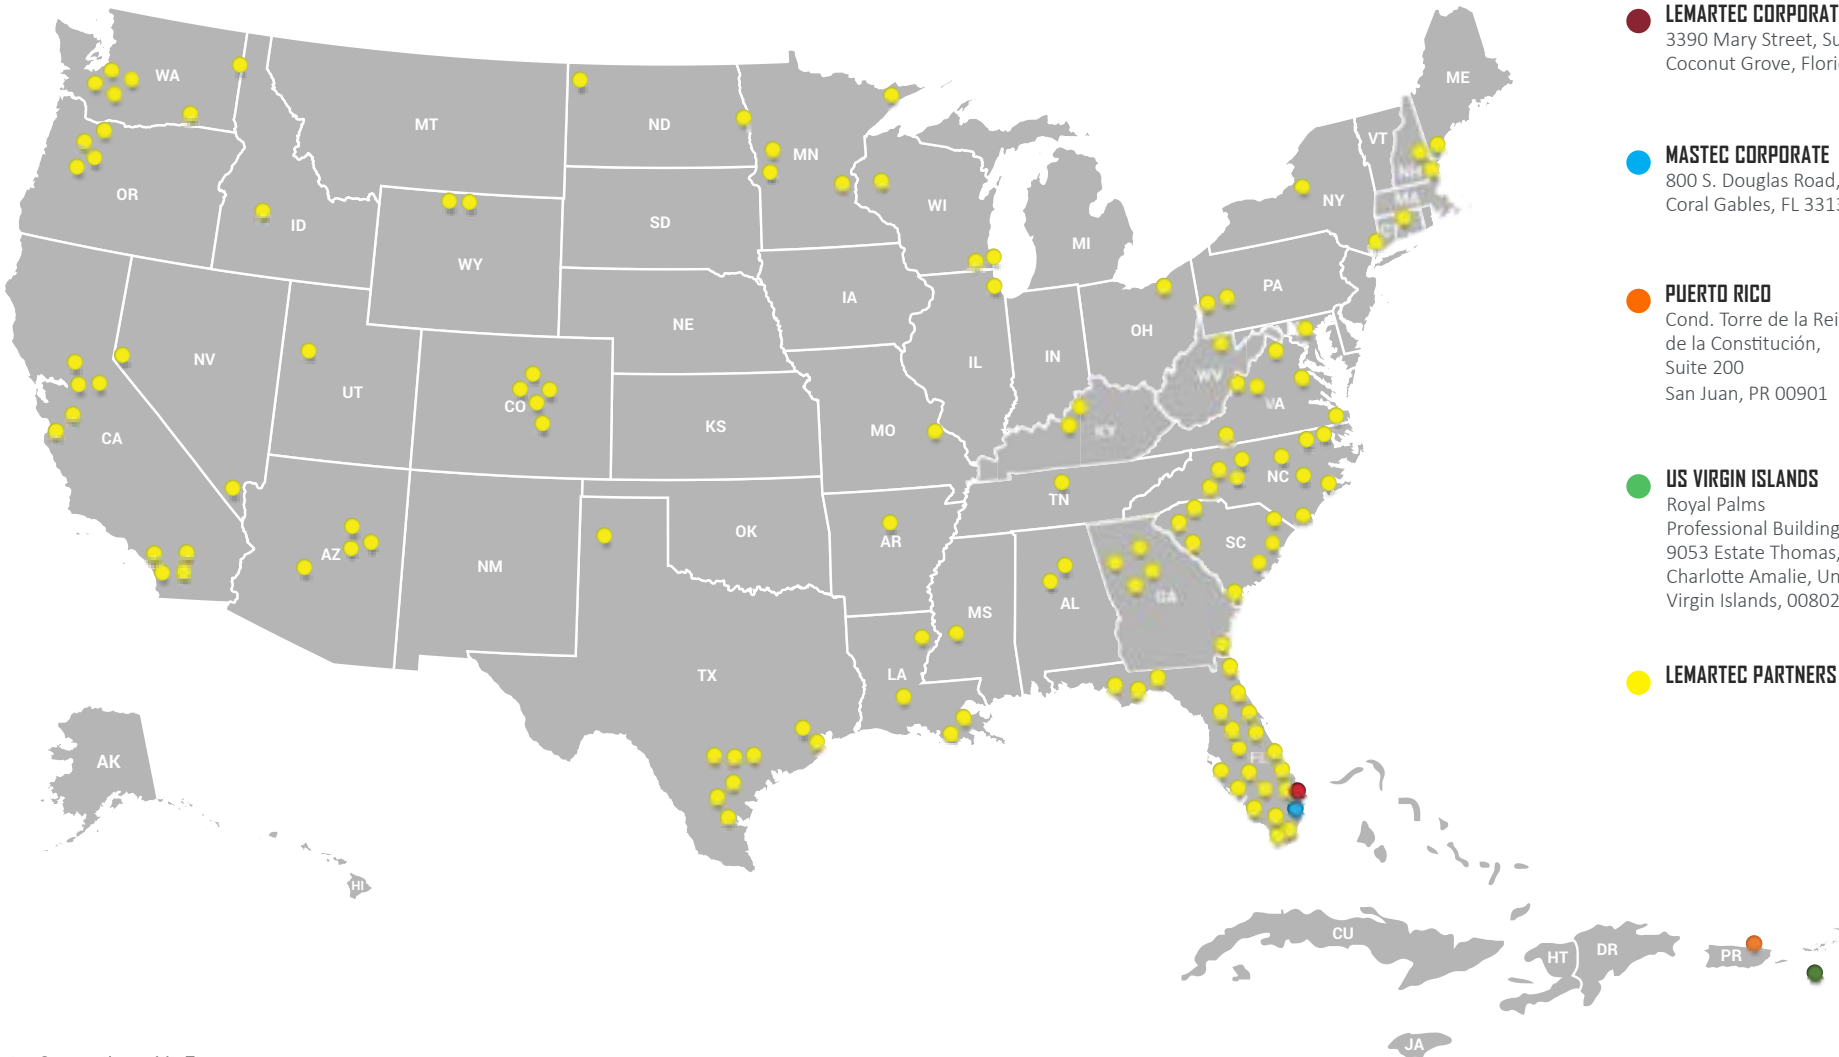 LEMARTEC CORPORAT
3390 Mary Street, Su
Coconut Grove, Flori
MASTEC CORPORATE
800 S. Douglas Road,
Coral Gables, FL 3313
PUERTO RICO
Cond. Torre de la Rei
de la Constitución,
Suite 200
San Juan, PR 00901
US VIRGIN ISLANDS
Royal Palms
Professional Building
9053 Estate Thomas,
Charlotte Amalie, Un
Virgin Islands, 00802
LEMARTEC PARTNERS
WA
MT
ND
MN
ME
VT
NH
OR
ID
SD
WI
NY
MA
CT
WY
MI
IA
PA
NE
OH
NV
IL
IN
UT
WV
CO
VA
CA
KS
MO
KY
NC
TN
AZ
OK
AR
SC
NM
GA
AL
MS
TX
LA
FL
AK
HI
CU
HT
DR
PR
JA